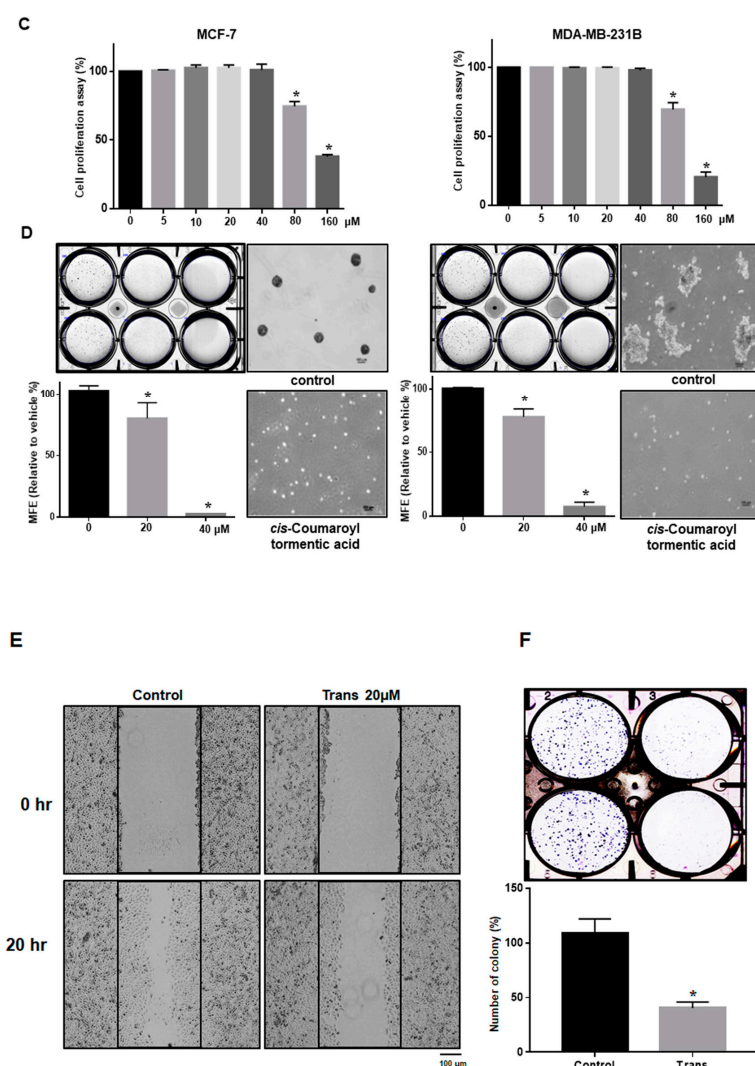 C
MCF-7
Cell proliferation assay (%)
100
50
0
0 5 10 20 40 80 160 µM
* *
MDA-MB-231B
Cell proliferation assay (%)
100
50
0
0 5 10 20 40 80 160 µM
* *
D
control
MFE (Relative to vehicle %)
100
50
0
0 20 40 µM
* *
cis-Coumaroyl
tormentic acid
control
MFE (Relative to vehicle %)
100
50
0
0 20 40 µM
* *
cis-Coumaroyl
tormentic acid
E
Control Trans 20µM
0 hr
20 hr
100 µm
F
2 3
Number of colony (%)
150
100
50
0
*
Control Trans